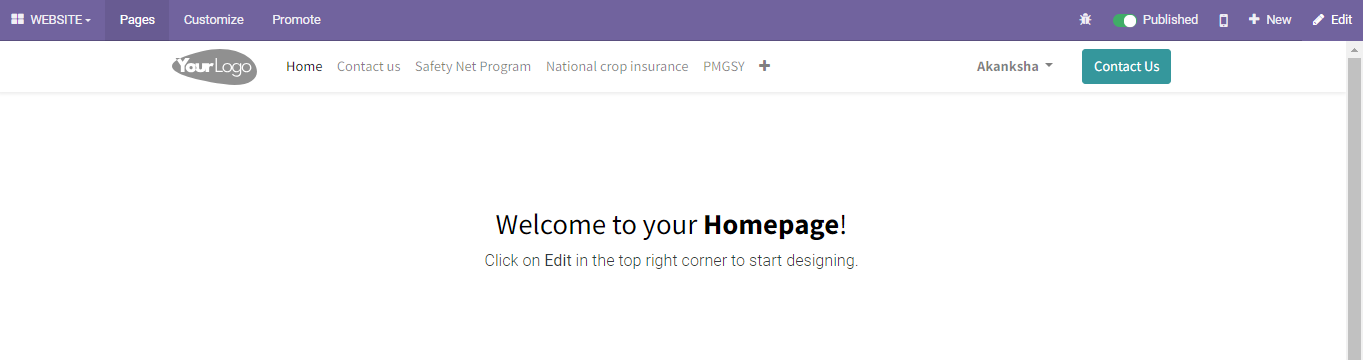 WEBSITE Pages Customize Promote Published New Edit
YourLogo Home Contact us Safety Net Program National crop insurance PMGSY Akanksha Contact Us
Welcome to your Homepage!
Click on Edit in the top right corner to start designing.